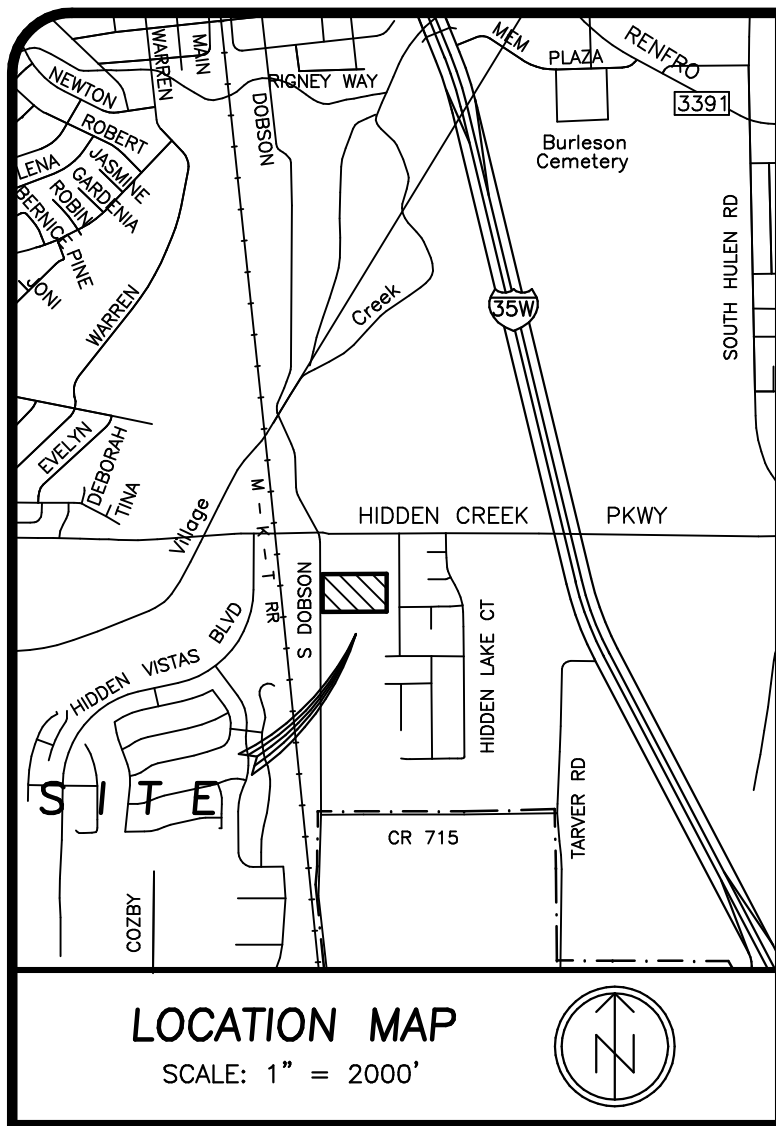 MEM
PLAZA
RENFRO
3391
MAIN
WARREN
RIGNEY WAY
NEWTON
DOBSON
ROBERT
Burleson
Cemetery
LENA
JASMINE
GARDENIA
ROBIN
BERNICE
PINE
JONI
SOUTH HULEN RD
WARREN
Creek
35W
EVELYN
DEBORAH
TINA
Village
M-K-T RR
HIDDEN CREEK PKWY
S DOBSON
HIDDEN VISTAS BLVD
HIDDEN LAKE CT
SITE
TARVER RD
CR 715
COZBY
LOCATION MAP
SCALE: 1" = 2000'
N